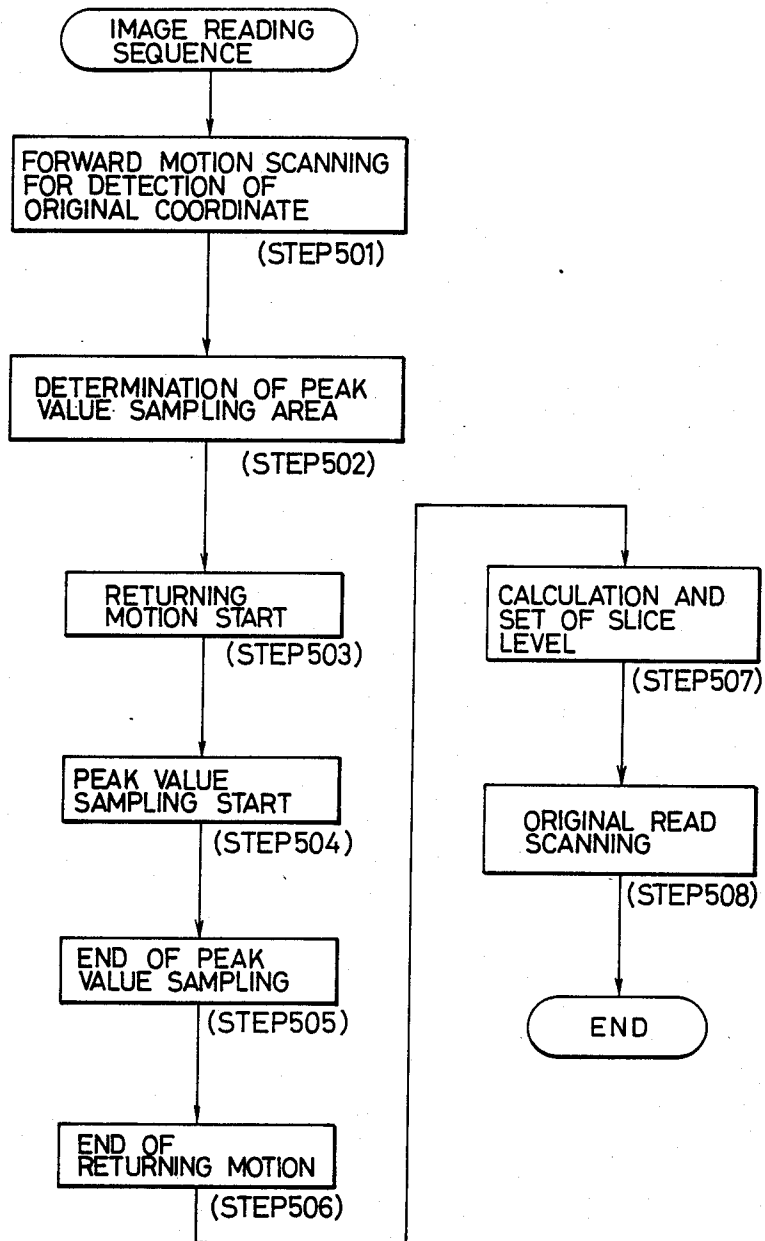 IMAGE READING
SEQUENCE
FORWARD MOTION SCANNING
FOR DETECTION OF
ORIGINAL COORDINATE
(STEP501)
DETERMINATION OF PEAK
VALUE SAMPLING AREA
(STEP502)
RETURNING
MOTION START
(STEP503)
PEAK VALUE
SAMPLING START
(STEP504)
END OF PEAK
VALUE SAMPLING
(STEP505)
END OF
RETURNING MOTION
(STEP506)
CALCULATION AND
SET OF SLICE
LEVEL
(STEP507)
ORIGINAL READ
SCANNING
(STEP508)
END